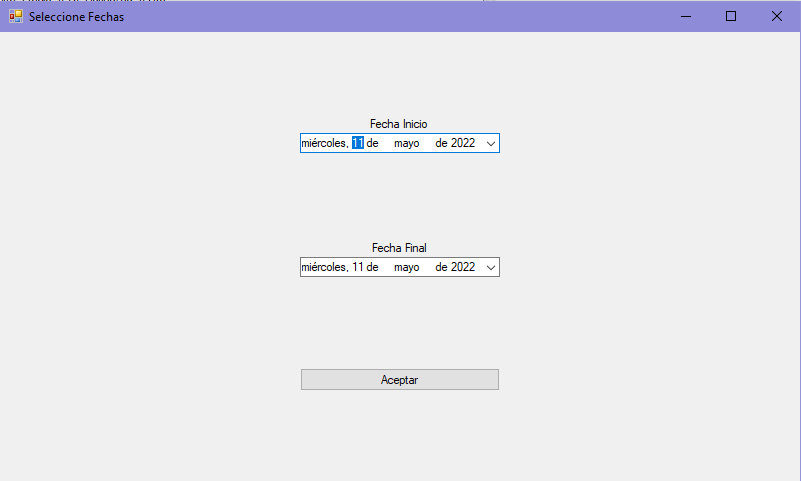 Seleccione Fechas
Fecha Inicio
miércoles, 11 de mayo de 2022
Fecha Final
miércoles, 11 de mayo de 2022
Aceptar